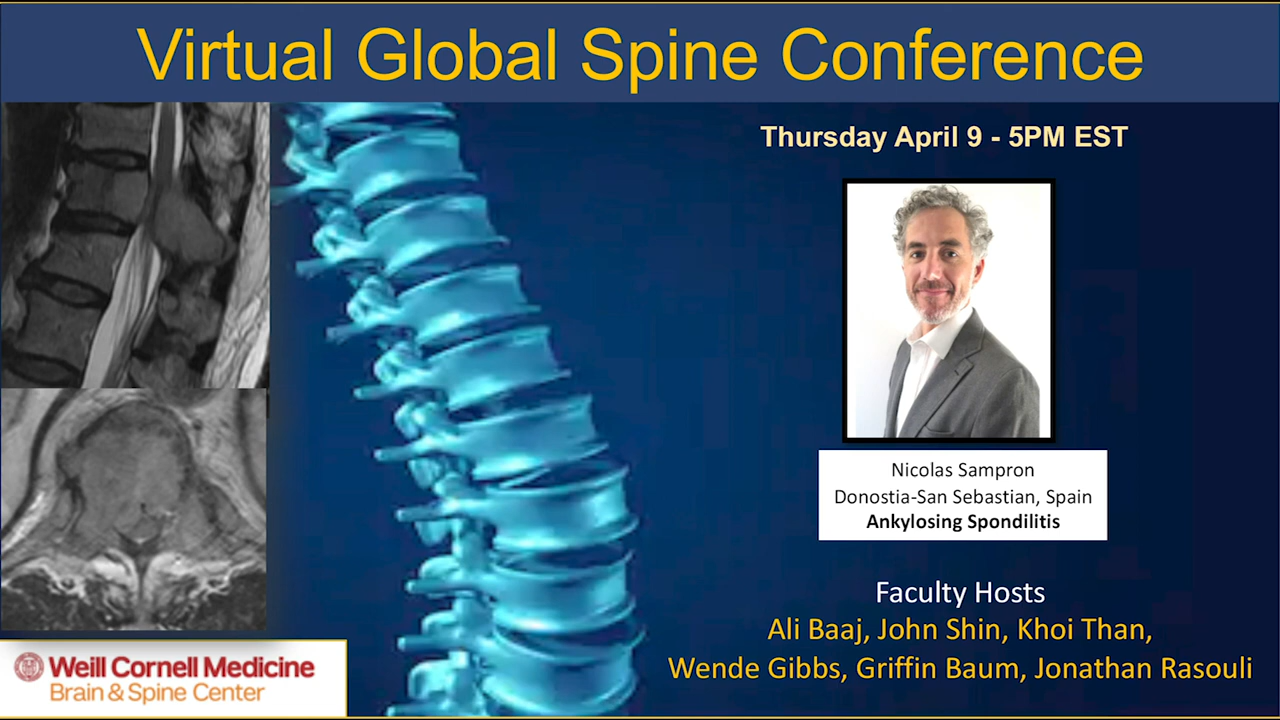 Virtual Global Spine Conference
Thursday April 9 - 5PM EST
Nicolas Sampron
Donostia-San Sebastian, Spain
Ankylosing Spondilitis
Faculty Hosts
Ali Baaj, John Shin, Khoi Than,
Wende Gibbs, Griffin Baum, Jonathan Rasouli
Weill Cornell Medicine
Brain & Spine Center